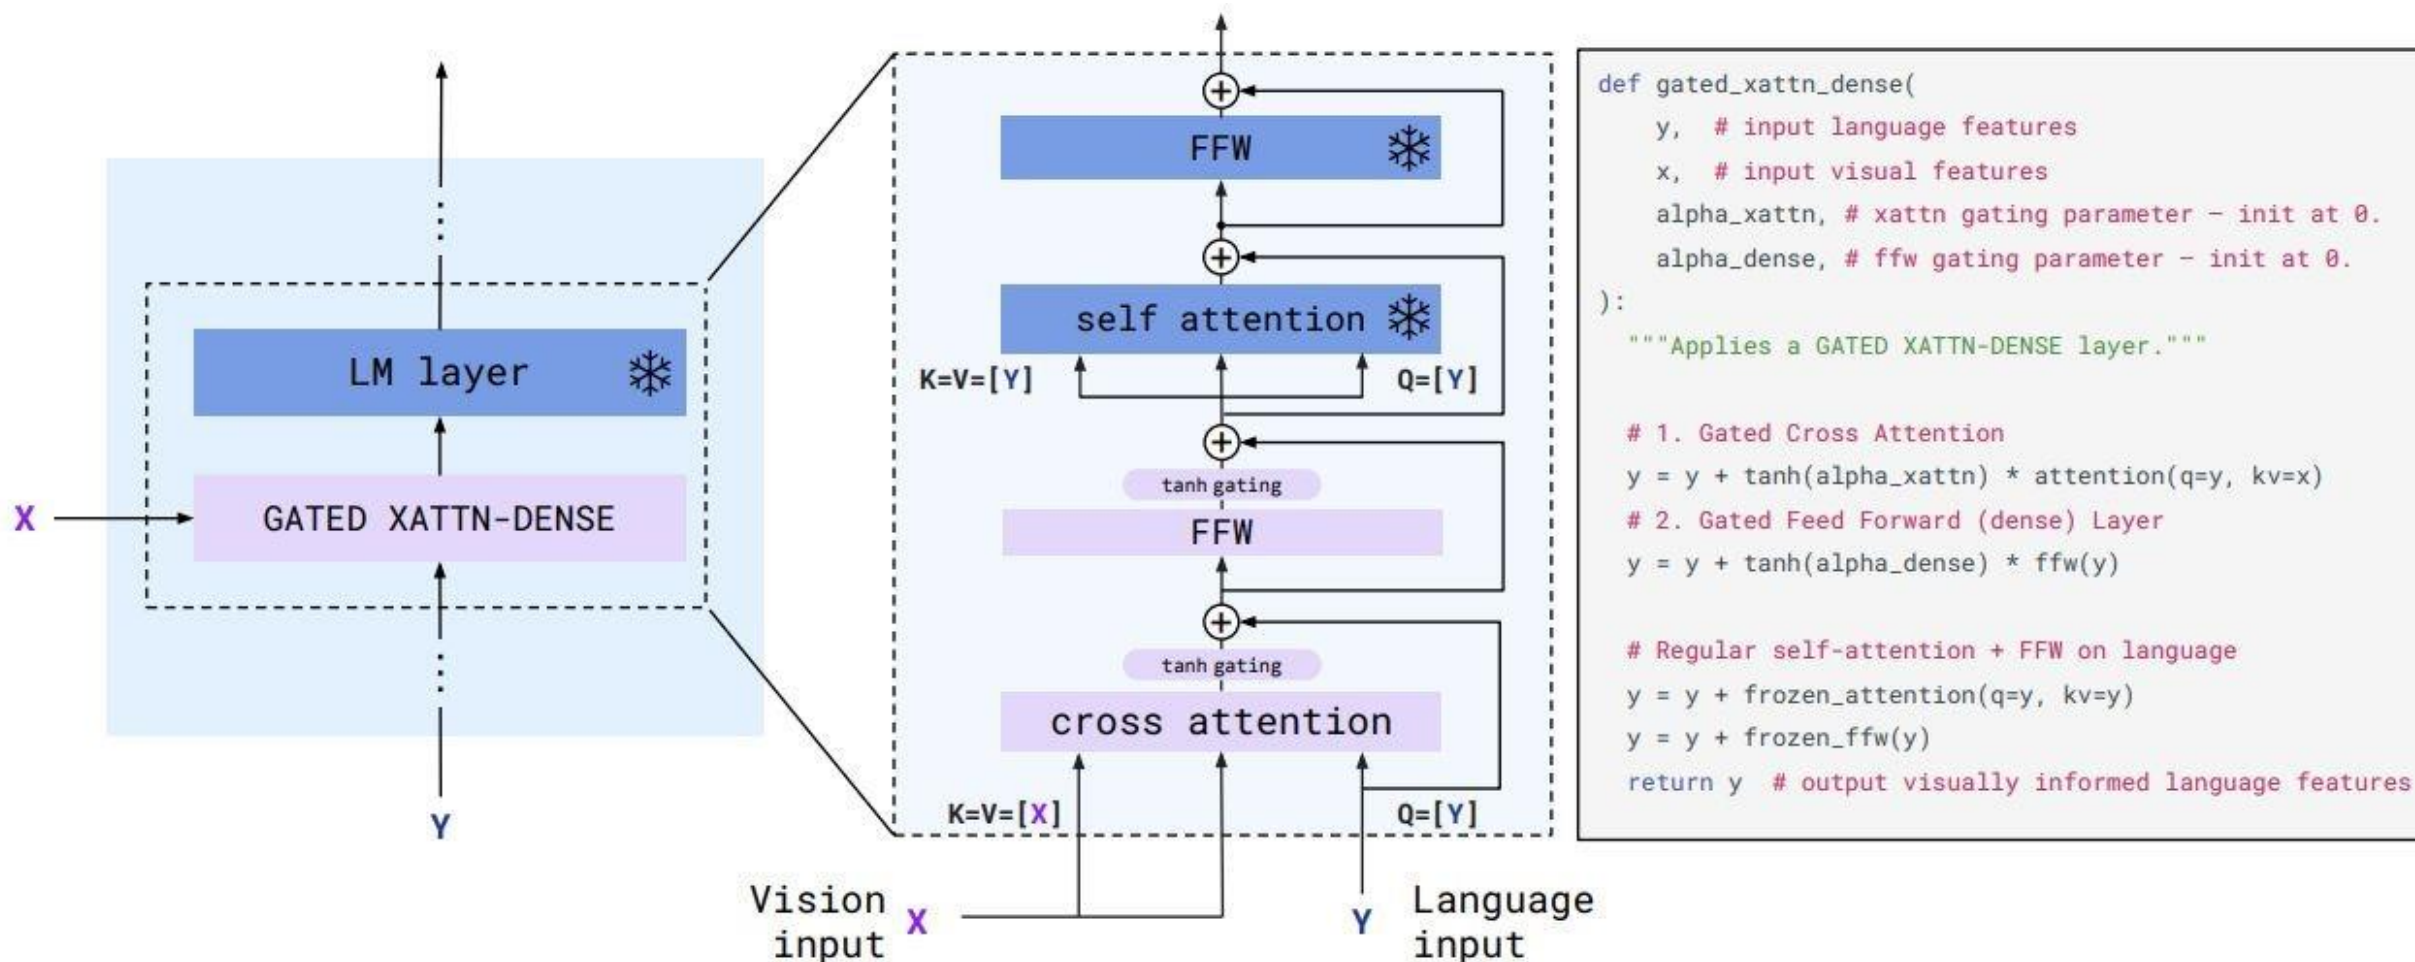 LM layer
GATED XATTN-DENSE
X
Y
FFW
self attention
K=V=[Y]
Q=[Y]
tanh gating
FFW
tanh gating
cross attention
K=V=[X]
Q=[Y]
Vision
input
X
Y
Language
input
def gated_xattn_dense(
    y,  # input language features
    x,  # input visual features
    alpha_xattn, # xattn gating parameter – init at 0.
    alpha_dense, # ffw gating parameter – init at 0.
):
  """Applies a GATED XATTN-DENSE layer."""
  # 1. Gated Cross Attention
  y = y + tanh(alpha_xattn) * attention(q=y, kv=x)
  # 2. Gated Feed Forward (dense) Layer
  y = y + tanh(alpha_dense) * ffw(y)
  # Regular self-attention + FFW on language
  y = y + frozen_attention(q=y, kv=y)
  y = y + frozen_ffw(y)
  return y  # output visually informed language features